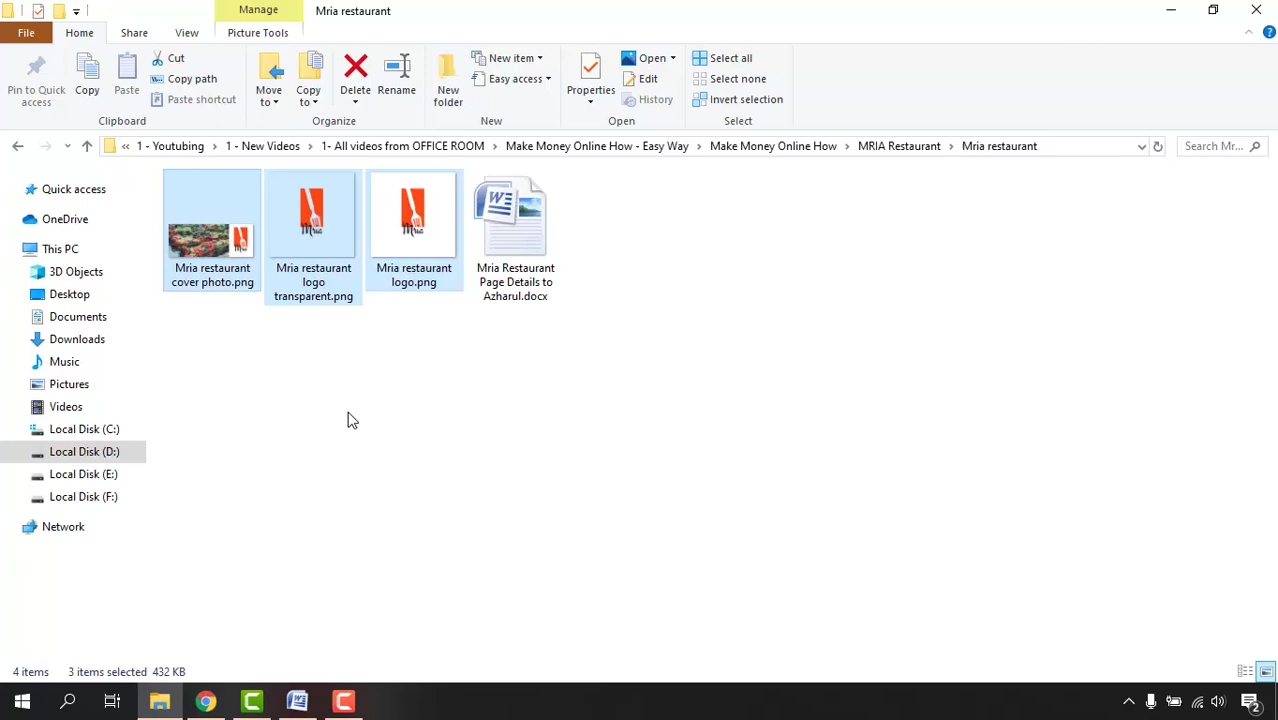 Manage
Mria restaurant
File
Home
Share
View
Picture Tools
Pin to Quick access
Copy
Paste
Cut
Copy path
Paste shortcut
Clipboard
Move to
Copy to
Delete
Rename
Organize
New folder
New item
Easy access
New
Properties
Open
Edit
History
Open
Select all
Select none
Invert selection
Select
« 1 - Youtubing > 1 - New Videos > 1- All videos from OFFICE ROOM > Make Money Online How - Easy Way > Make Money Online How > MRIA Restaurant > Mria restaurant
Search Mr...
Quick access
OneDrive
This PC
3D Objects
Desktop
Documents
Downloads
Music
Pictures
Videos
Local Disk (C:)
Local Disk (D:)
Local Disk (E:)
Local Disk (F:)
Network
Mria
Mria
Mria
W
Mria restaurant
cover photo.png
Mria restaurant
logo
transparent.png
Mria restaurant
logo.png
Mria Restaurant
Page Details to
Azharul.docx
4 items
3 items selected 432 KB
2